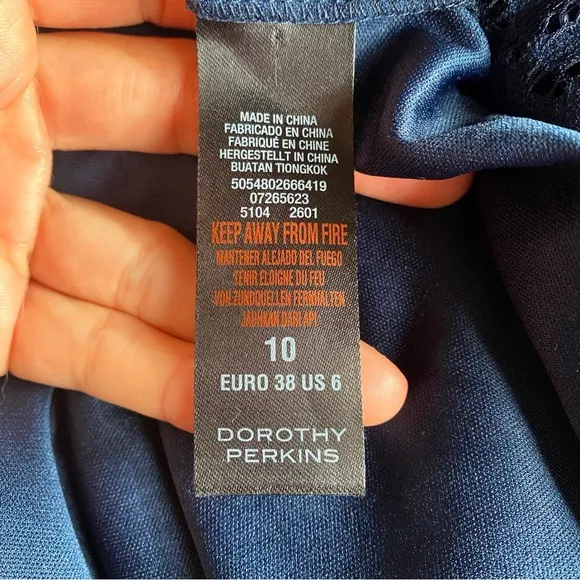 MADE IN CHINA
FABRICADO EN CHINA
FABRIQUÉ EN CHINE
HERGESTELLT IN CHINA
BUATAN TIONGKOK
5054802666419
07265623
5104 2601
KEEP AWAY FROM FIRE
MANTENER ALEJADO DEL FUEGO
TENIR ELOIGNE DU FEU
VON ZUNDQUELLEN FERNHALTEN
JAUHKAN DARI API
10
EURO 38 US 6
DOROTHY
PERKINS